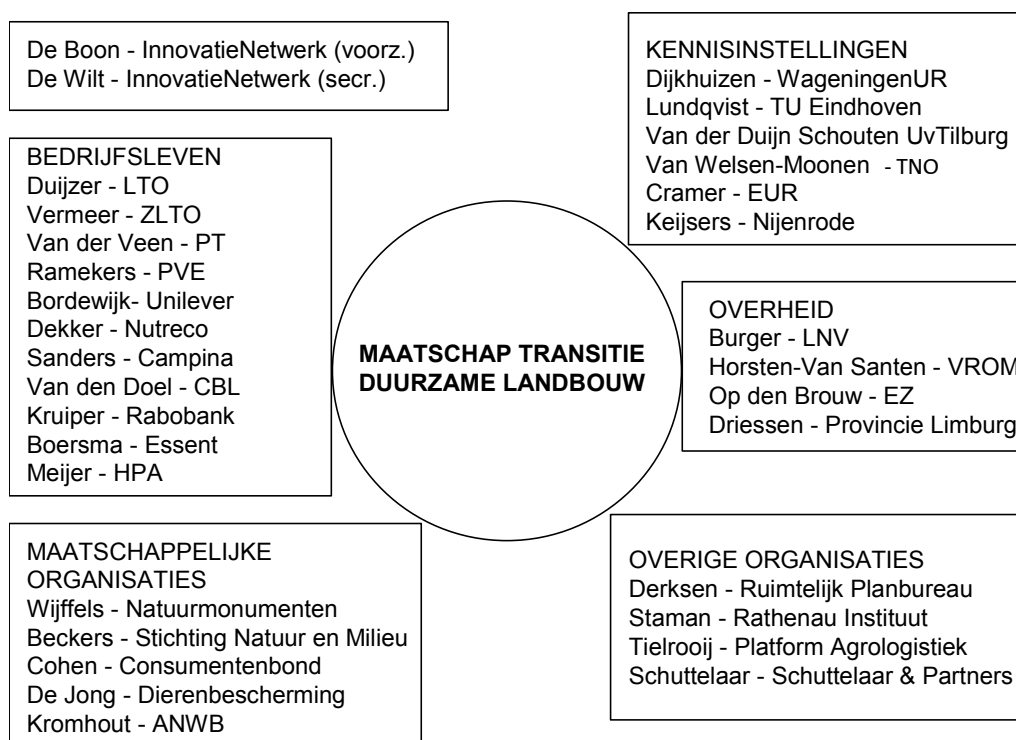 De Boon - InnovatieNetwerk (voorz.)
De Wilt - InnovatieNetwerk (secr.)
BEDRIJFSLEVEN
Duijzer - LTO
Vermeer - ZLTO
Van der Veen - PT
Ramekers - PVE
Bordewijk- Unilever
Dekker - Nutreco
Sanders - Campina
Van den Doel - CBL
Kruiper - Rabobank
Boersma - Essent
Meijer - HPA
MAATSCHAPPELIJKE
ORGANISATIES
Wijffels - Natuurmonumenten
Beckers - Stichting Natuur en Milieu
Cohen - Consumentenbond
De Jong - Dierenbescherming
Kromhout - ANWB
MAATSCHAP TRANSITIE
DUURZAME LANDBOUW
KENNISINSTELLINGEN
Dijkhuizen - WageningenUR
Lundqvist - TU Eindhoven
Van der Duijn Schouten UvTilburg
Van Welsen-Moonen - TNO
Cramer - EUR
Keijsers - Nijenrode
OVERHEID
Burger - LNV
Horsten-Van Santen - VROM
Op den Brouw - EZ
Driessen - Provincie Limburg
OVERIGE ORGANISATIES
Derksen - Ruimtelijk Planbureau
Staman - Rathenau Instituut
Tielrooij - Platform Agrologistiek
Schuttelaar - Schuttelaar & Partners